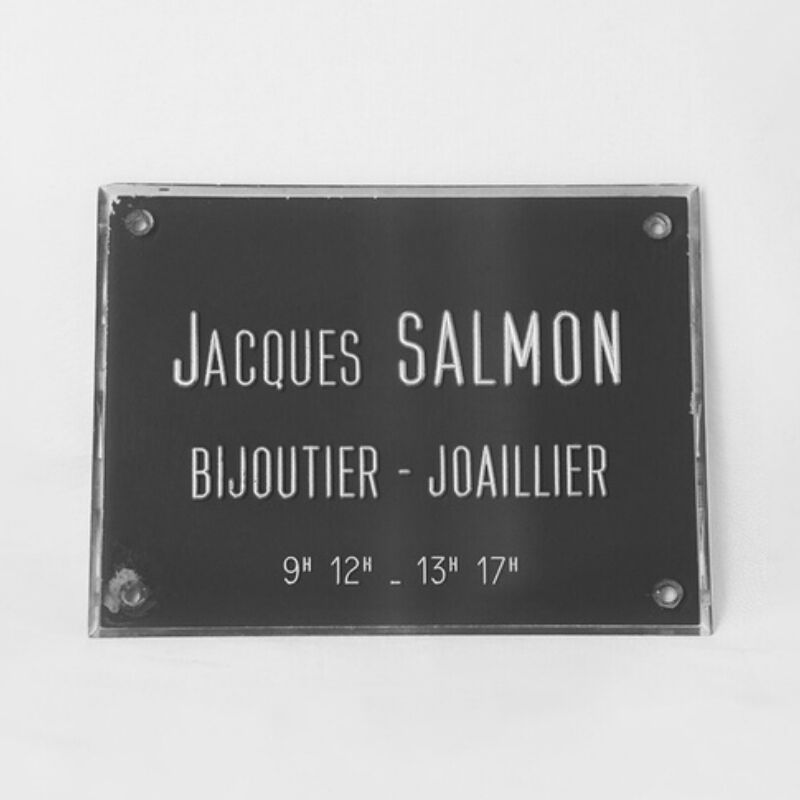 Jacques SALMON
BIJOUTIER - JOAILLIER
9H 12H _ 13H 17H